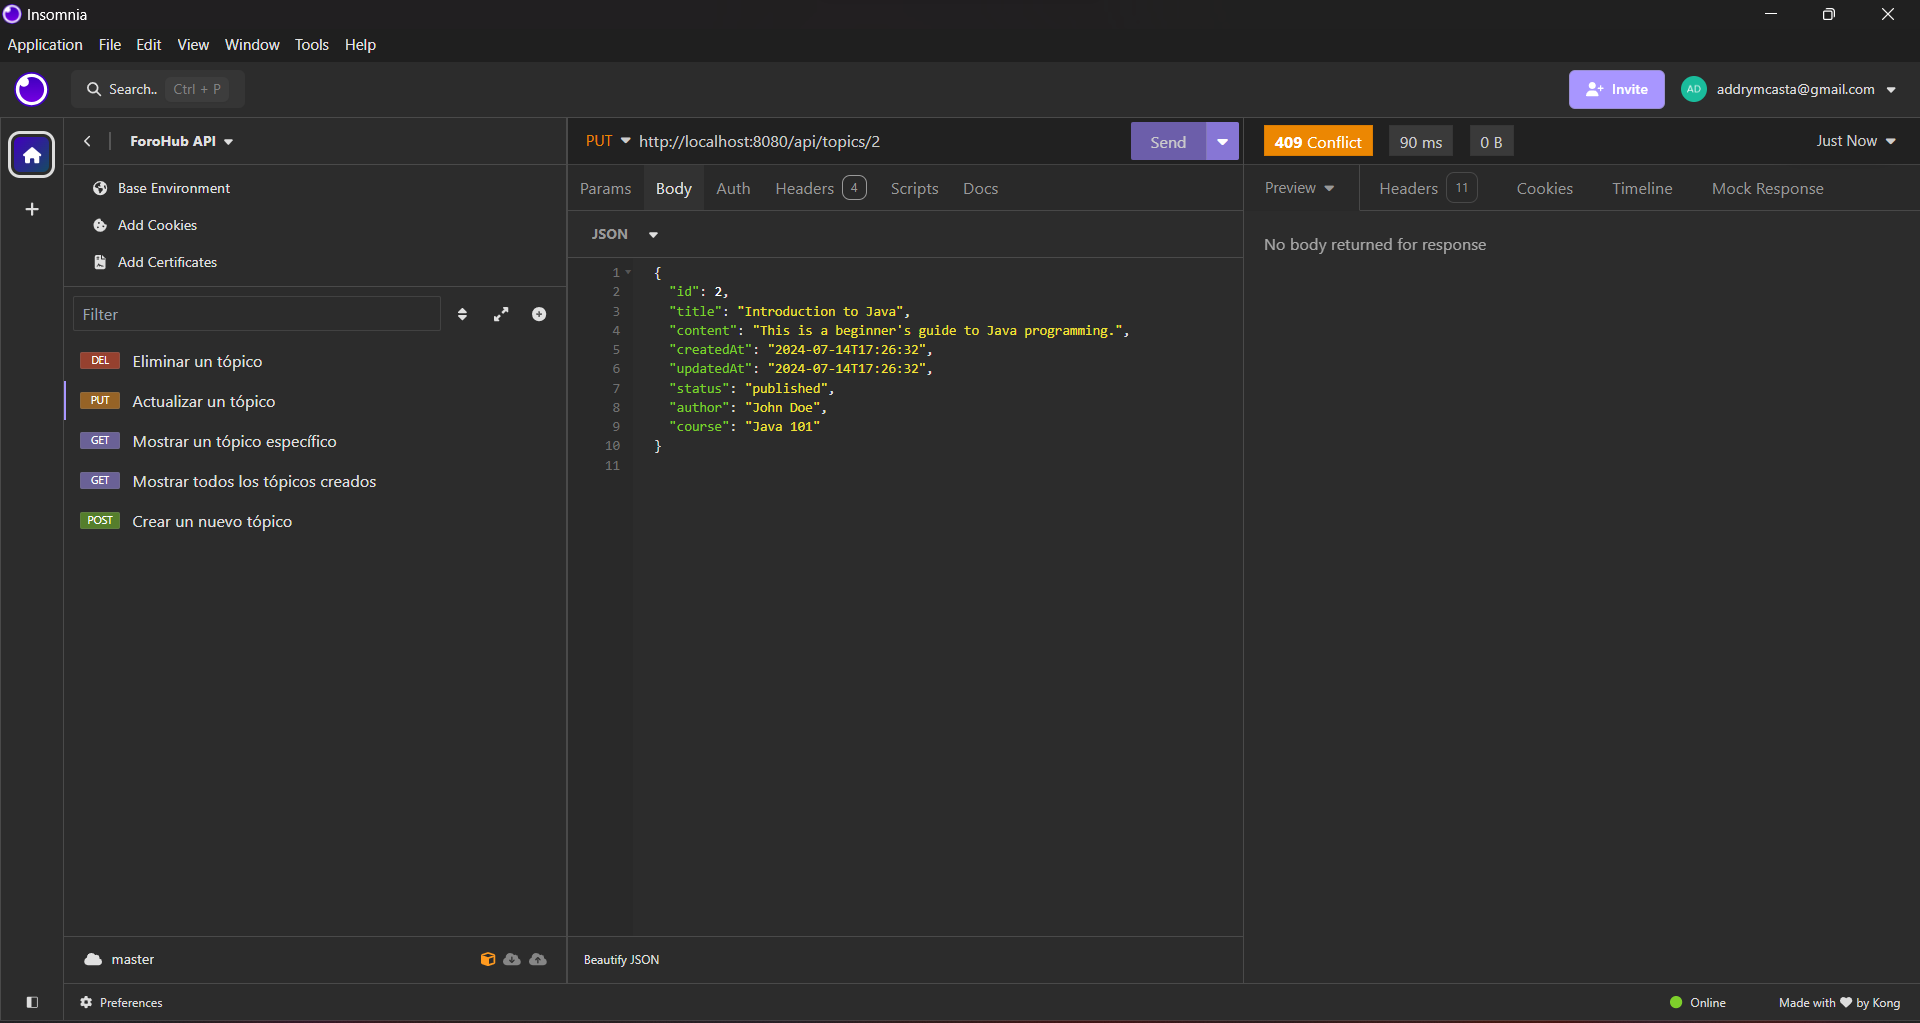 Insomnia
Application File Edit View Window Tools Help
Search.. Ctrl + P
Invite
AD addrymcasta@gmail.com
ForoHub API
Base Environment
Add Cookies
Add Certificates
Filter
DEL Eliminar un tópico
PUT Actualizar un tópico
GET Mostrar un tópico específico
GET Mostrar todos los tópicos creados
POST Crear un nuevo tópico
master
Preferences
PUT http://localhost:8080/api/topics/2 Send
Params Body Auth Headers 4 Scripts Docs
JSON
1 {
2 "id": 2,
3 "title": "Introduction to Java",
4 "content": "This is a beginner's guide to Java programming.",
5 "createdAt": "2024-07-14T17:26:32",
6 "updatedAt": "2024-07-14T17:26:32",
7 "status": "published",
8 "author": "John Doe",
9 "course": "Java 101"
10 }
11
Beautify JSON
409 Conflict 90 ms 0 B Just Now
Preview Headers 11 Cookies Timeline Mock Response
No body returned for response
Online Made with ♥ by Kong